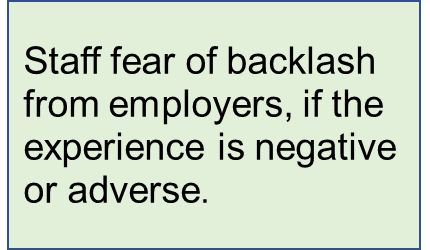 Staff fear of backlash
from employers, if the
experience is negative
or adverse.